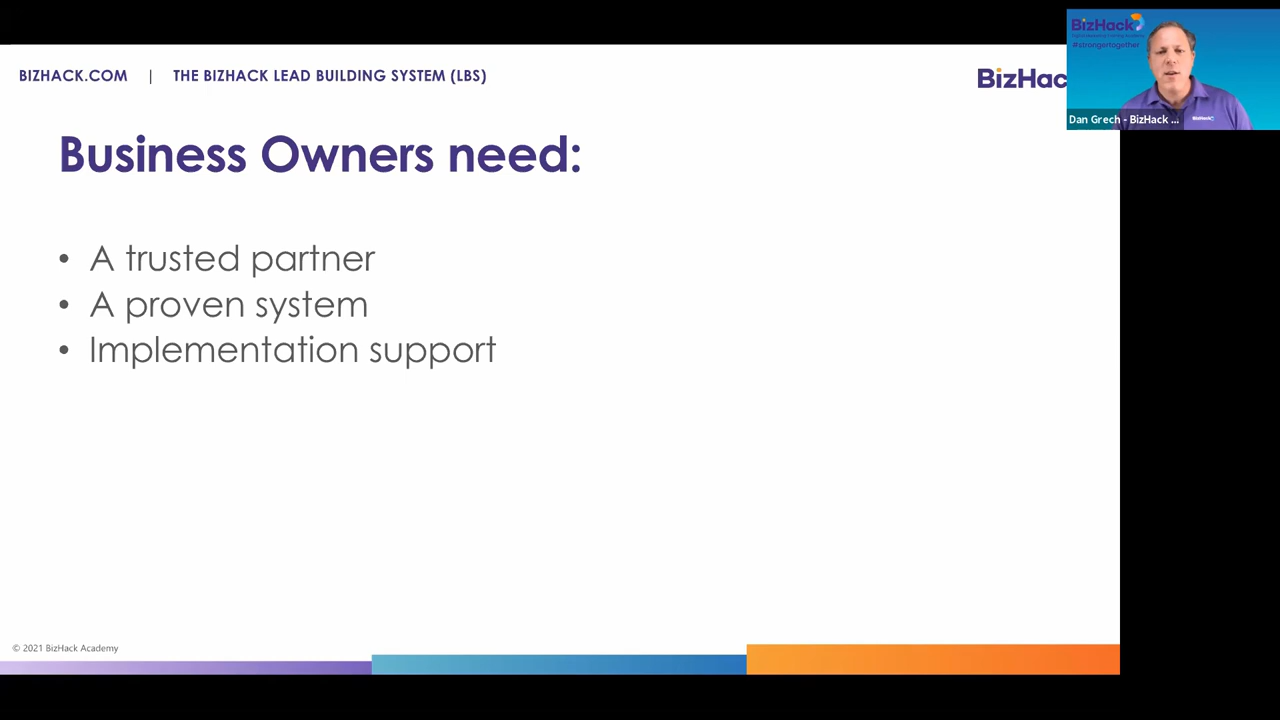 BIZHACK.COM | THE BIZHACK LEAD BUILDING SYSTEM (LBS)
BizHac
BizHack
#strongertogether
Dan Grech - BizHack ...
BizHack
Business Owners need:
• A trusted partner
• A proven system
• Implementation support
© 2021 BizHack Academy